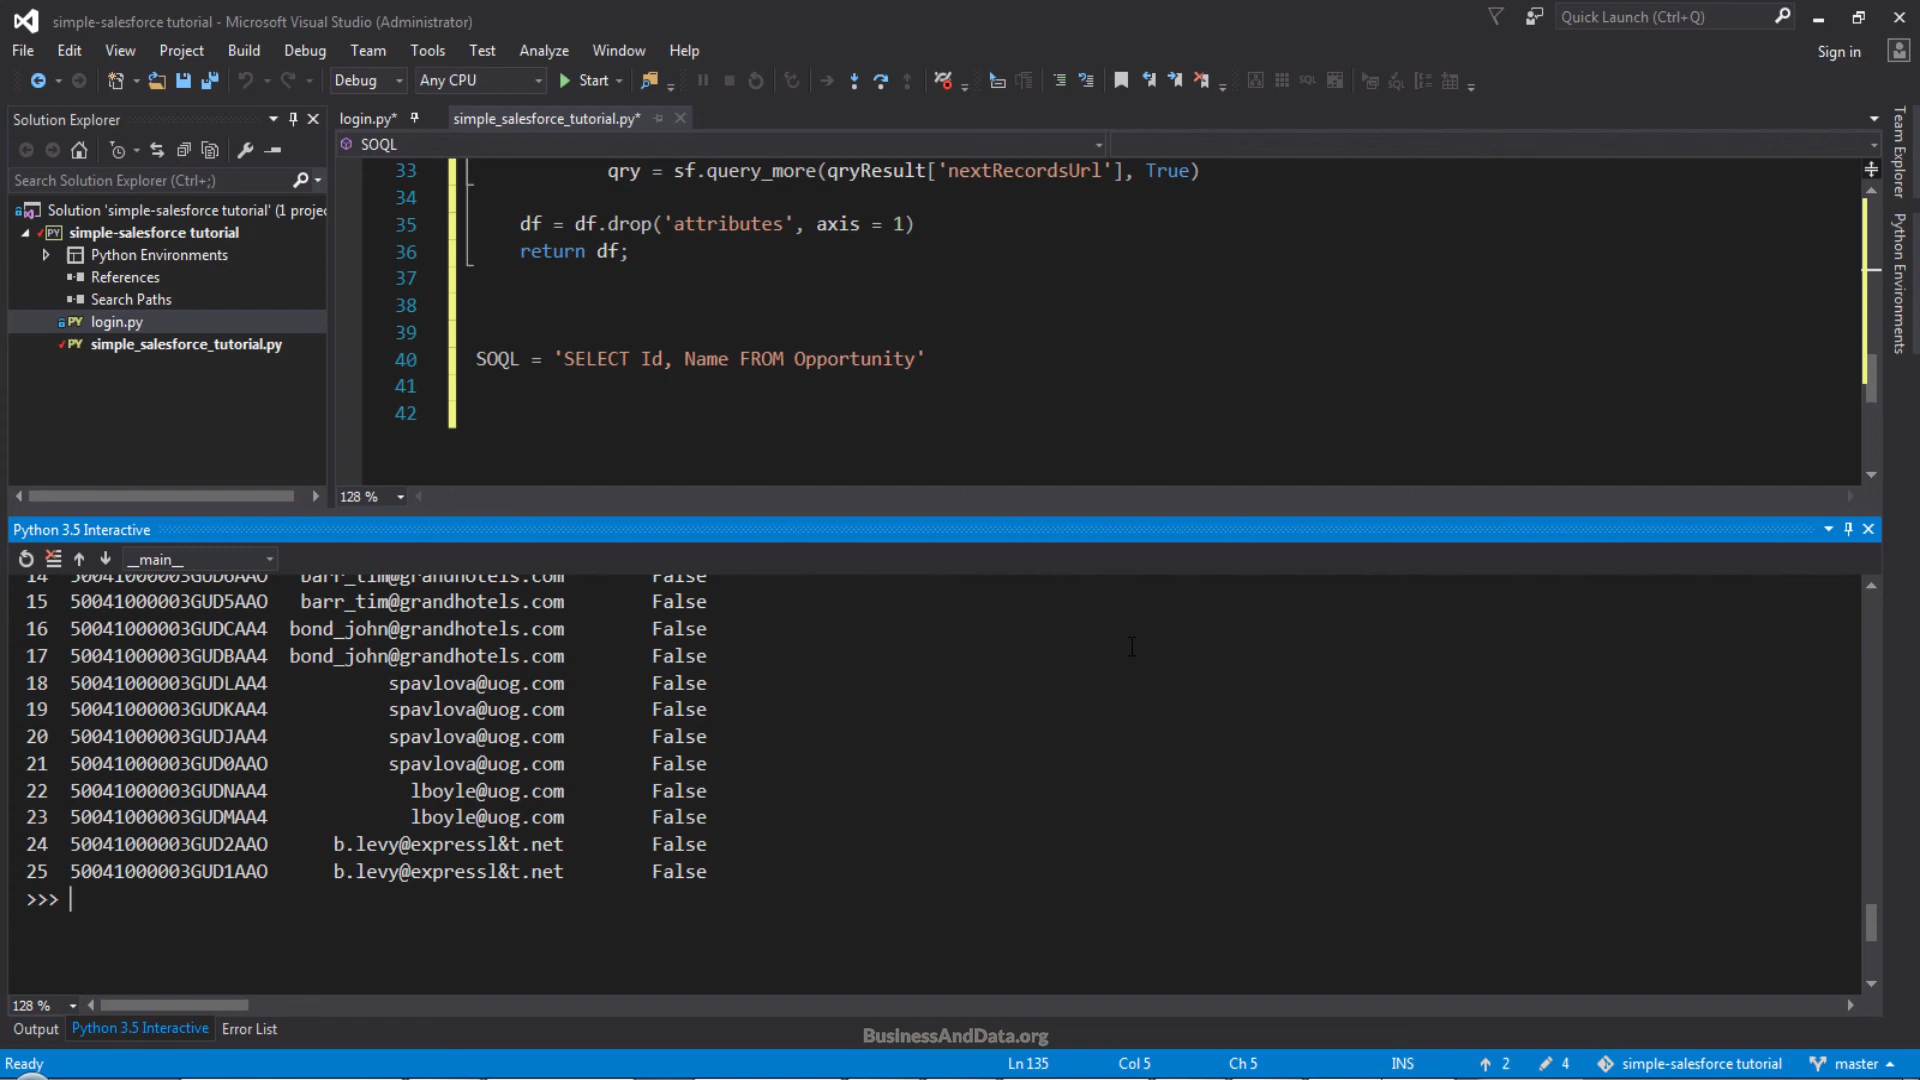 simple-salesforce tutorial - Microsoft Visual Studio (Administrator)
Quick Launch (Ctrl+Q)
File Edit View Project Build Debug Team Tools Test Analyze Window Help
Sign in
Debug Any CPU Start
Solution Explorer
login.py* simple_salesforce_tutorial.py*
SOQL
Search Solution Explorer (Ctrl+;)
Solution 'simple-salesforce tutorial' (1 projec
simple-salesforce tutorial
Python Environments
References
Search Paths
login.py
simple_salesforce_tutorial.py
33 qry = sf.query_more(qryResult['nextRecordsUrl'], True)
34
35 df = df.drop('attributes', axis = 1)
36 return df;
37
38
39
40 SOQL = 'SELECT Id, Name FROM Opportunity'
41
42
128 %
Team Explorer
Python Environments
Python 3.5 Interactive
__main__
14 50041000003GUD6AAO barr_tim@grandhotels.com False
15 50041000003GUD5AAO barr_tim@grandhotels.com False
16 50041000003GUDCAA4 bond_john@grandhotels.com False
17 50041000003GUDBAA4 bond_john@grandhotels.com False
18 50041000003GUDLAA4 spavlova@uog.com False
19 50041000003GUDKAA4 spavlova@uog.com False
20 50041000003GUDJAA4 spavlova@uog.com False
21 50041000003GUD0AAO spavlova@uog.com False
22 50041000003GUDNAA4 lboyle@uog.com False
23 50041000003GUDMAA4 lboyle@uog.com False
24 50041000003GUD2AAO b.levy@expressl&t.net False
25 50041000003GUD1AAO b.levy@expressl&t.net False
>>>
128 %
Output Python 3.5 Interactive Error List
BusinessAndData.org
Ready Ln 135 Col 5 Ch 5 INS 2 4 simple-salesforce tutorial master